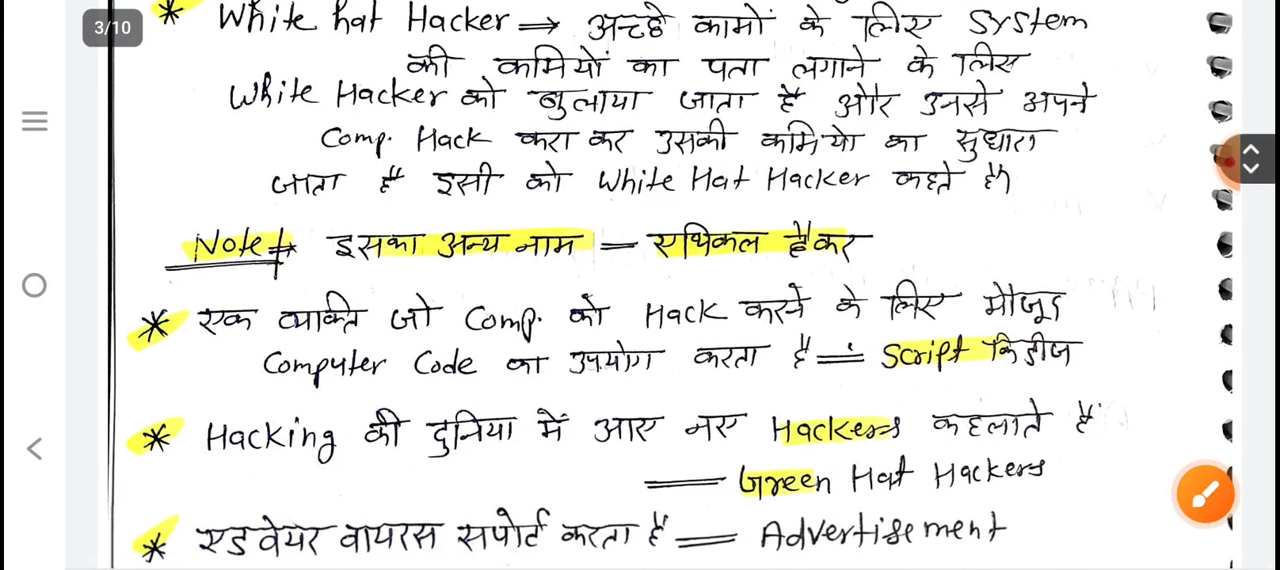 3/10
* White hat Hacker ⇒ अच्छे कामों के लिए System
की कमियों का पता लगाने के लिस
White Hacker को बुलाया जाता है और उनसे अपने
Comp. Hack करा कर उसकी कमियो का सुधारा
जाता है इसी को White Hat Hacker कहते हैं
Note ⇒ इसका अन्य नाम = एथिकल हैकर
* एक व्यक्ति जो Comp. को Hack करने के लिए मौजूद
Computer Code का उपयोग करता है = Script किडीज
* Hacking की दुनिया में आए नए Hackers कहलाते है
= Green Hat Hackers
* एडवेयर वायरस सपोर्ट करता है = Advertisement